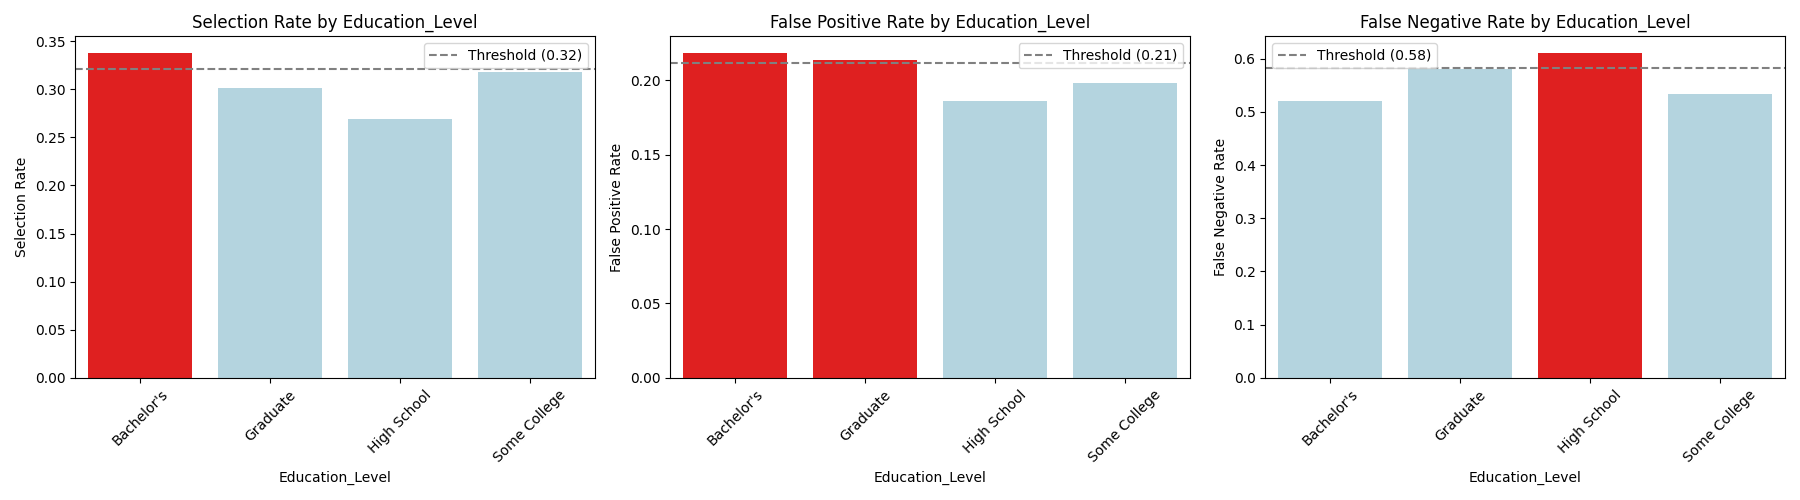 Selection Rate by Education_Level
Threshold (0.32)
0.35
0.30
0.25
0.20
0.15
0.10
0.05
0.00
Selection Rate
Bachelor's
Graduate
High School
Some College
Education_Level
False Positive Rate by Education_Level
Threshold (0.21)
0.20
0.15
0.10
0.05
0.00
False Positive Rate
Bachelor's
Graduate
High School
Some College
Education_Level
False Negative Rate by Education_Level
Threshold (0.58)
0.6
0.5
0.4
0.3
0.2
0.1
0.0
False Negative Rate
Bachelor's
Graduate
High School
Some College
Education_Level